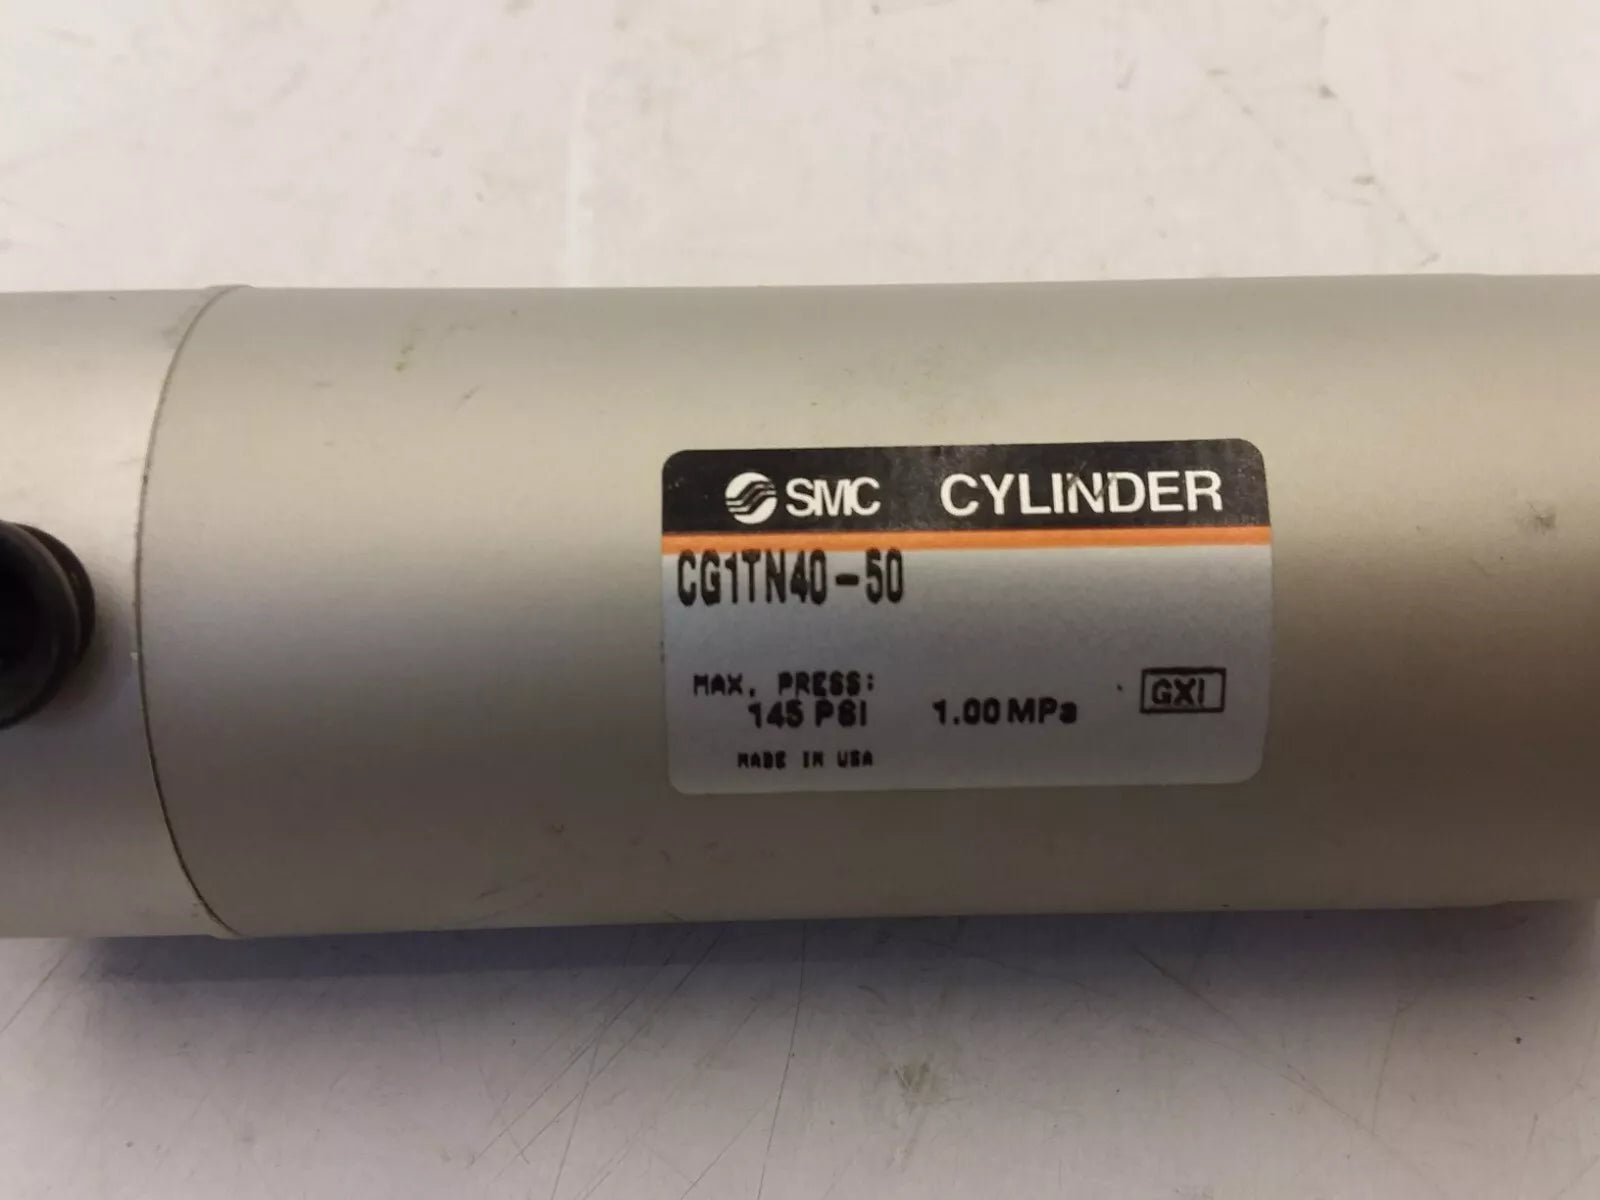 SMC CYLINDER
CG1TN40-50
MAX. PRESS:
145 PSI 1.00 MPa GXI
MADE IN USA